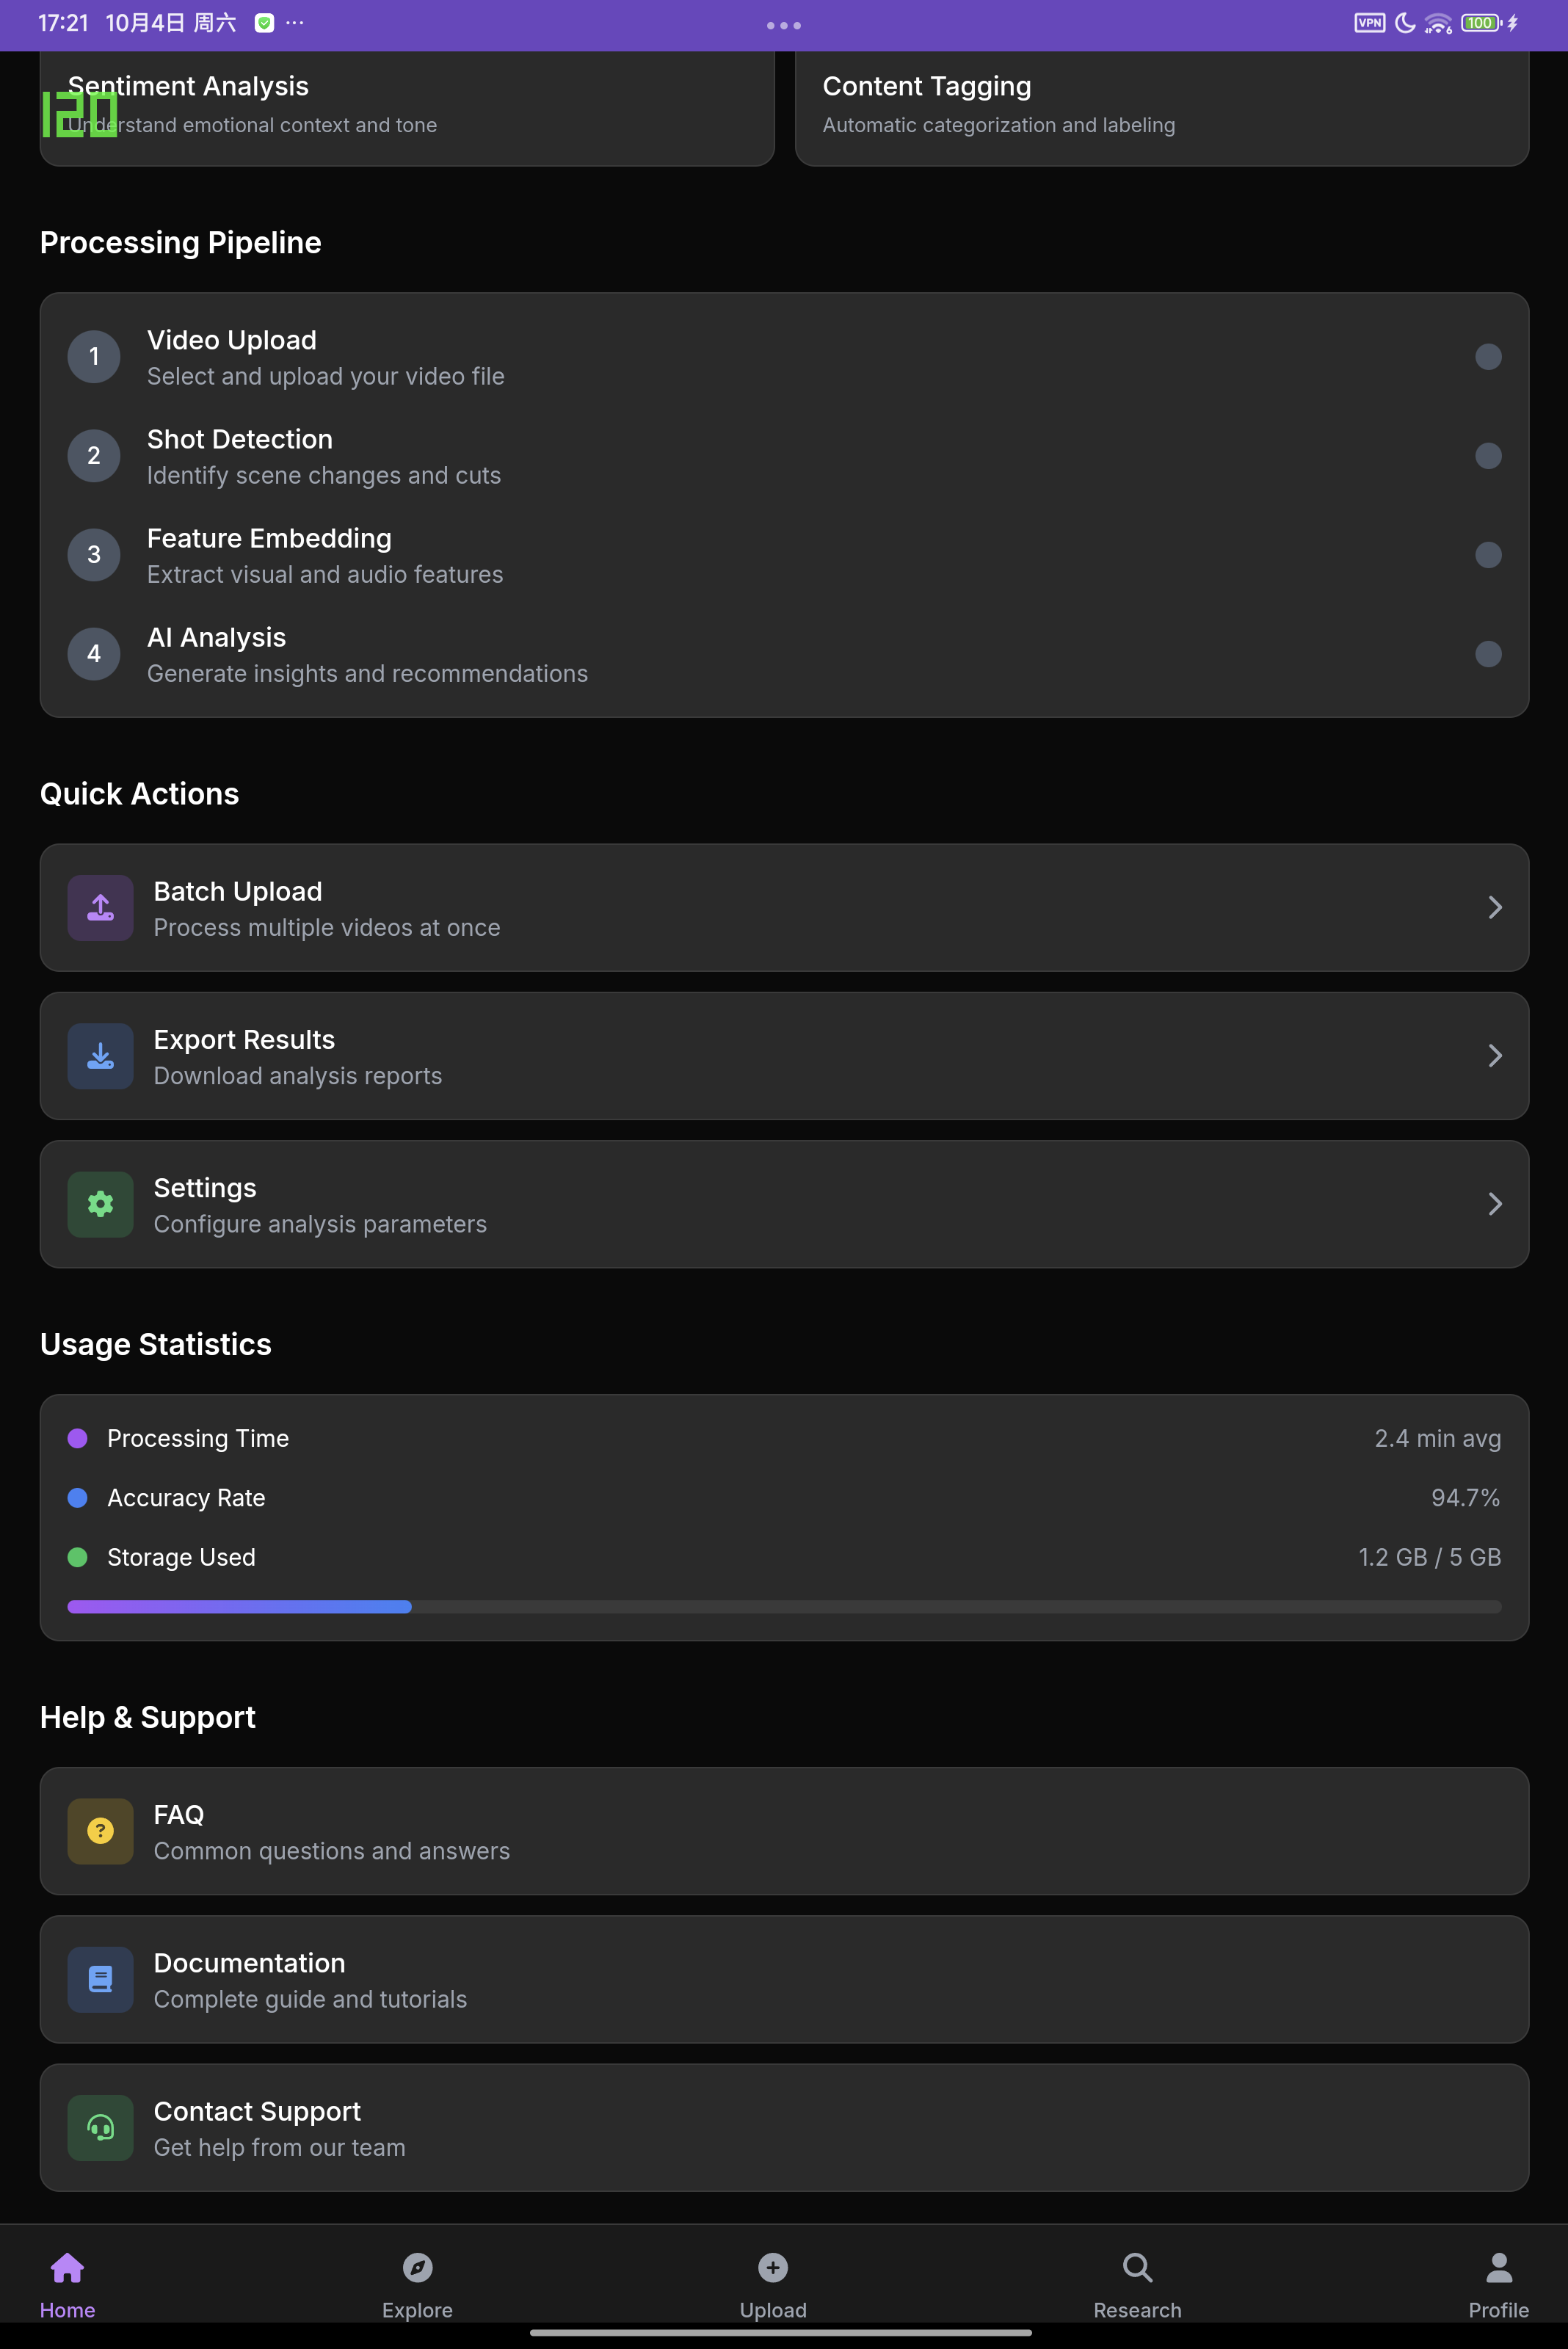 17:21 10月4日 周六 ···
VPN 6 100
120
Sentiment Analysis
Understand emotional context and tone
Content Tagging
Automatic categorization and labeling
Processing Pipeline
1
Video Upload
Select and upload your video file
2
Shot Detection
Identify scene changes and cuts
3
Feature Embedding
Extract visual and audio features
4
AI Analysis
Generate insights and recommendations
Quick Actions
Batch Upload
Process multiple videos at once
Export Results
Download analysis reports
Settings
Configure analysis parameters
Usage Statistics
Processing Time 2.4 min avg
Accuracy Rate 94.7%
Storage Used 1.2 GB / 5 GB
Help & Support
FAQ
Common questions and answers
Documentation
Complete guide and tutorials
Contact Support
Get help from our team
Home Explore Upload Research Profile